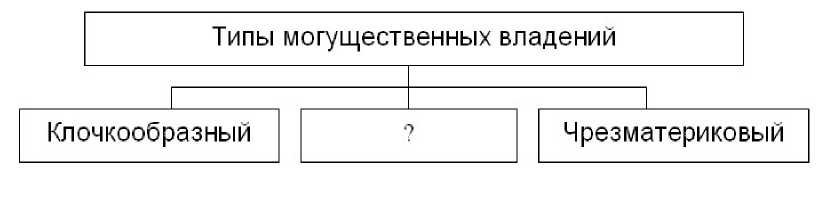 Типы могущественных владений
Клочкообразный
?
Чрезматериковый